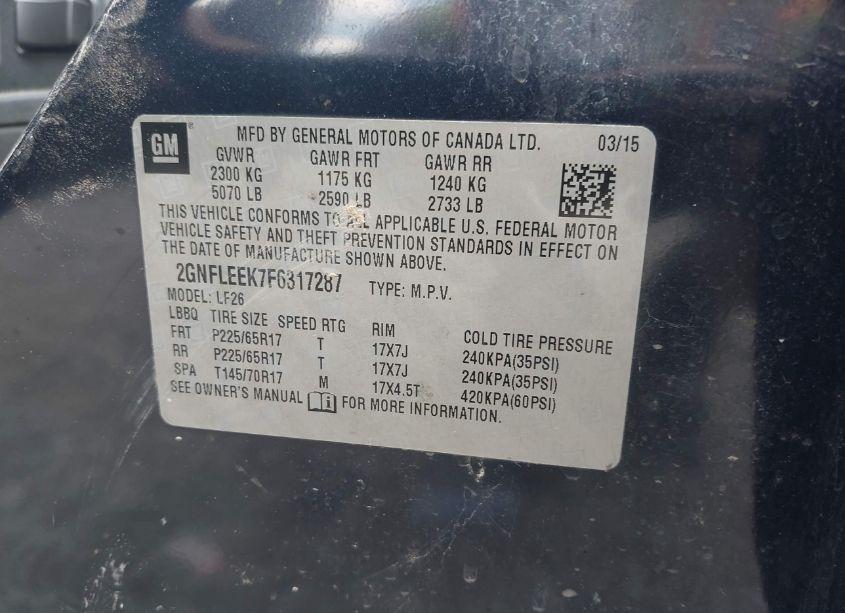 GM
MFD BY GENERAL MOTORS OF CANADA LTD. 03/15
GVWR GAWR FRT GAWR RR
2300 KG 1175 KG 1240 KG
5070 LB 2590 LB 2733 LB
THIS VEHICLE CONFORMS TO ALL APPLICABLE U.S. FEDERAL MOTOR
VEHICLE SAFETY AND THEFT PREVENTION STANDARDS IN EFFECT ON
THE DATE OF MANUFACTURE SHOWN ABOVE.
2GNFLEEK7F6317287 TYPE: M.P.V.
MODEL: LF26
LBBQ TIRE SIZE SPEED RTG RIM COLD TIRE PRESSURE
FRT P225/65R17 T 17X7J 240KPA(35PSI)
RR P225/65R17 T 17X7J 240KPA(35PSI)
SPA T145/70R17 M 17X4.5T 420KPA(60PSI)
SEE OWNER'S MANUAL FOR MORE INFORMATION.